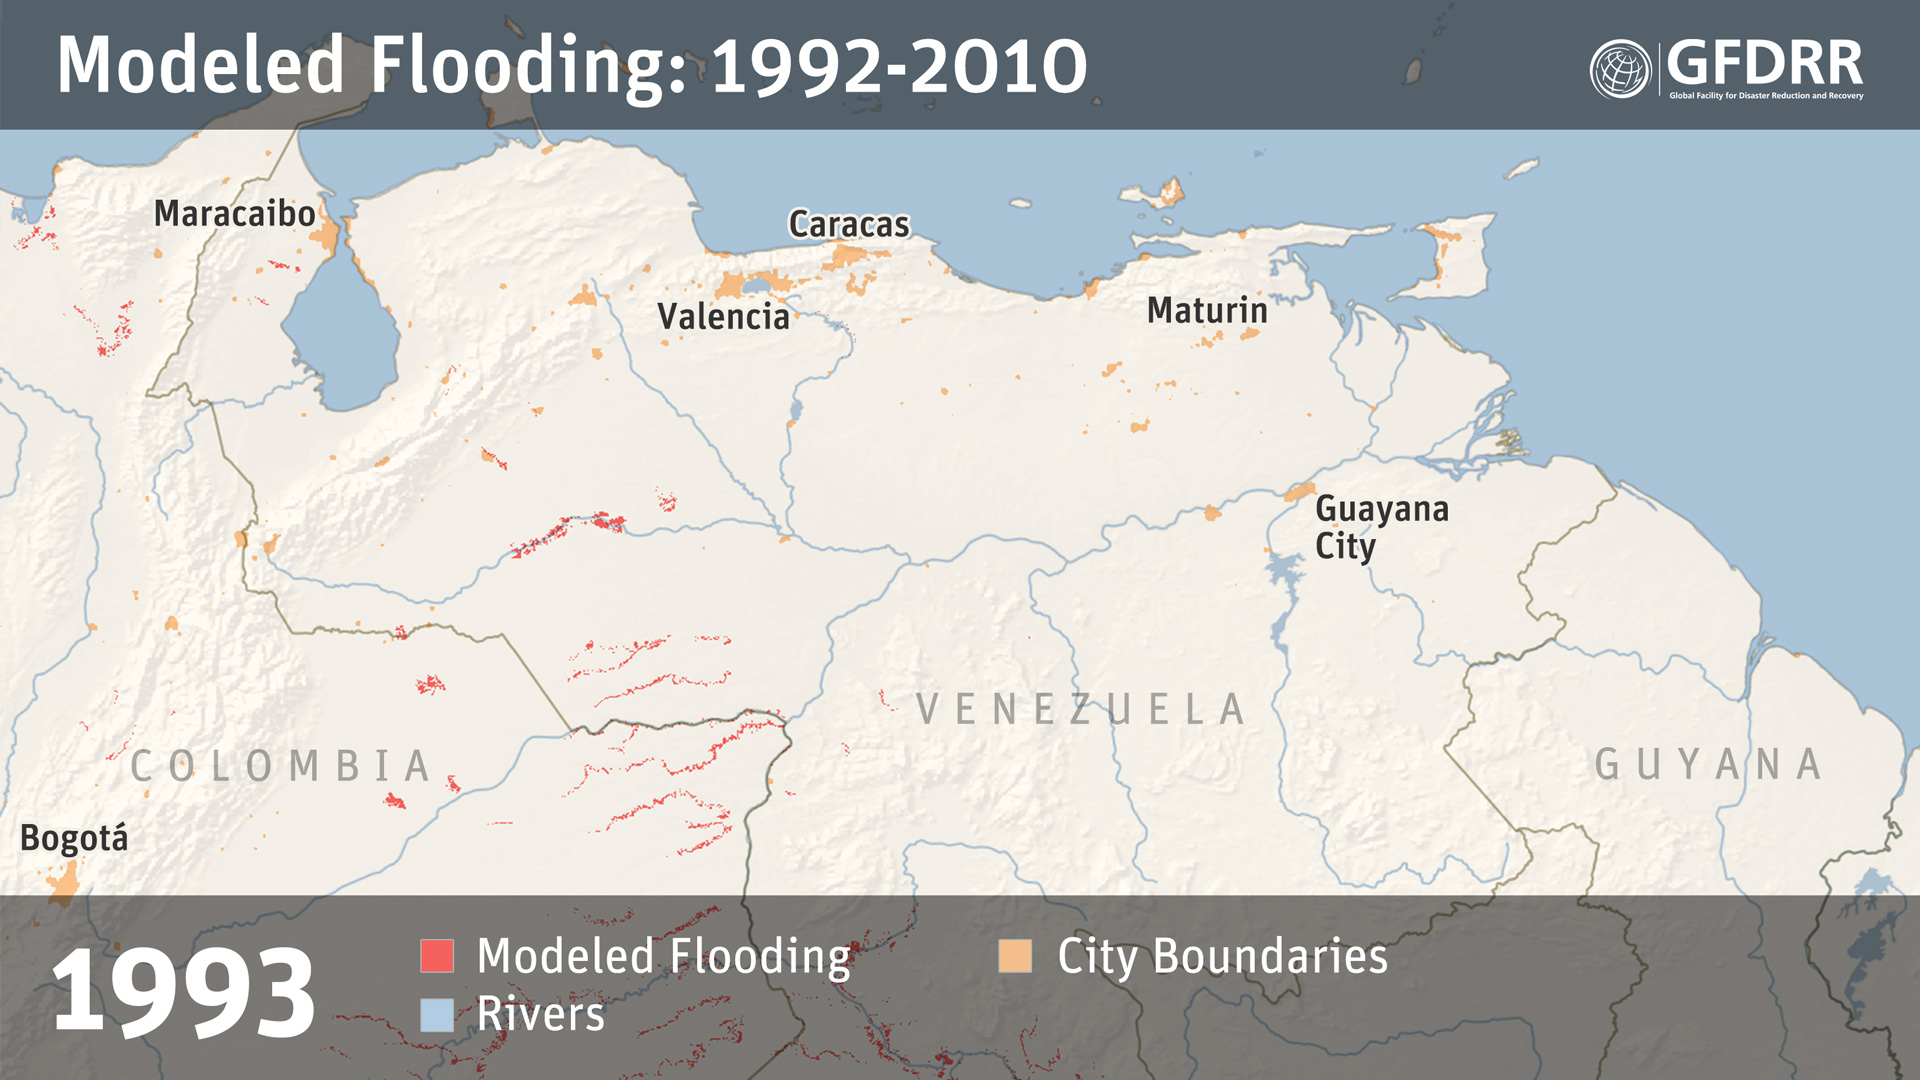 Modeled Flooding: 1992-2010
GFDRR
Global Facility for Disaster Reduction and Recovery
Maracaibo
Caracas
Valencia
Maturin
Guayana
City
VENEZUELA
COLOMBIA
GUYANA
Bogotá
1993
Modeled Flooding
City Boundaries
Rivers